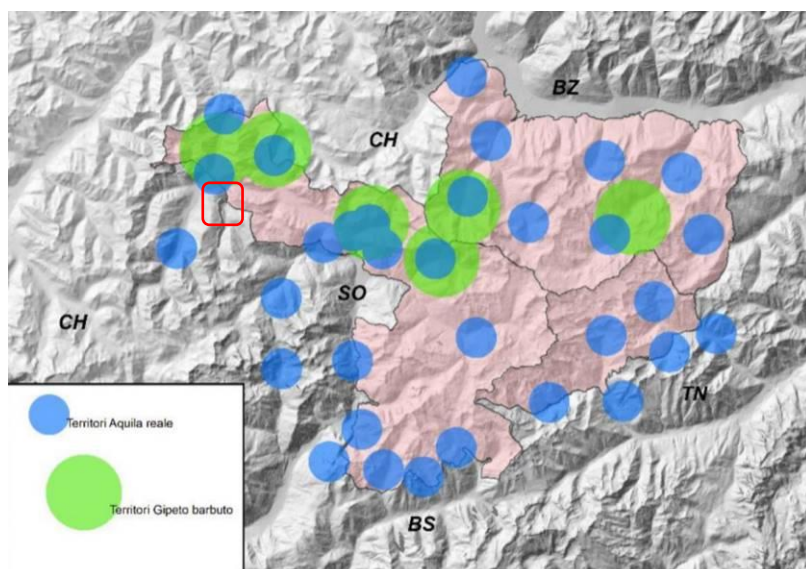 BZ
CH
SO
CH
TN
Territori Aquila reale
Territori Gipeto barbuto
BS